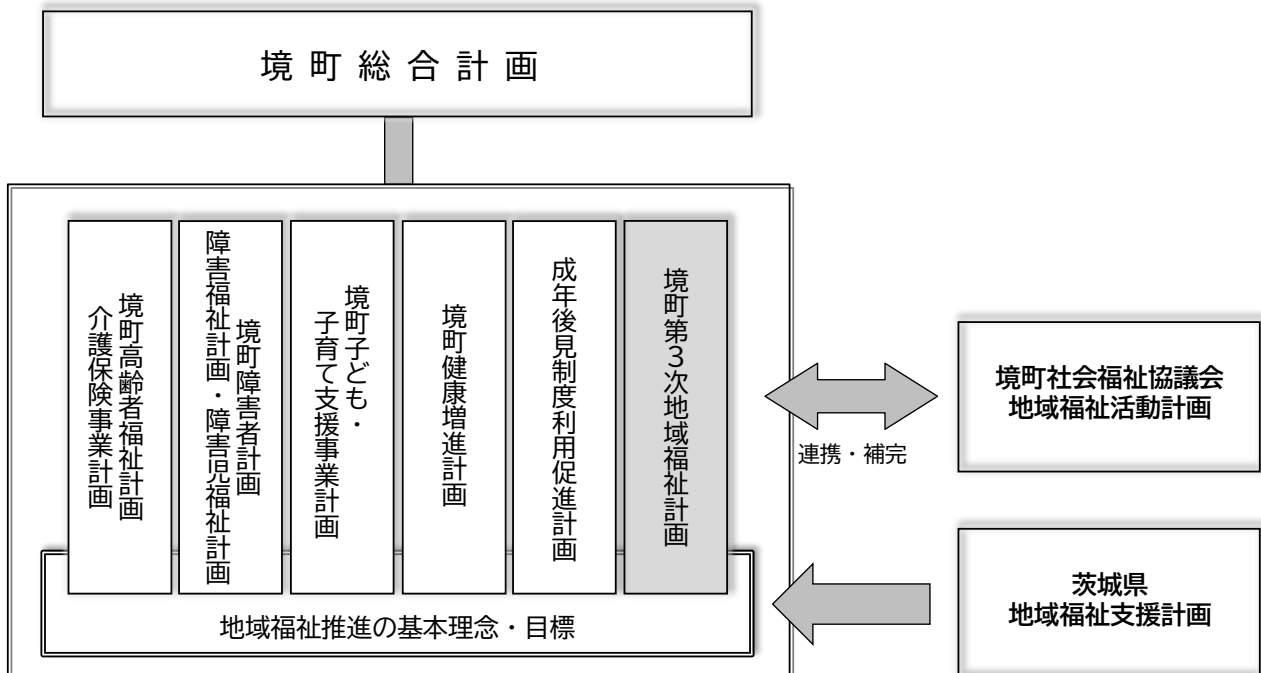 境町総合計画
境町高齢者福祉計画
介護保険事業計画
境町障害者計画
障害福祉計画・障害児福祉計画
境町子ども・
子育て支援事業計画
境町健康増進計画
成年後見制度利用促進計画
境町第３次地域福祉計画
地域福祉推進の基本理念・目標
連携・補完
境町社会福祉協議会
地域福祉活動計画
茨城県
地域福祉支援計画